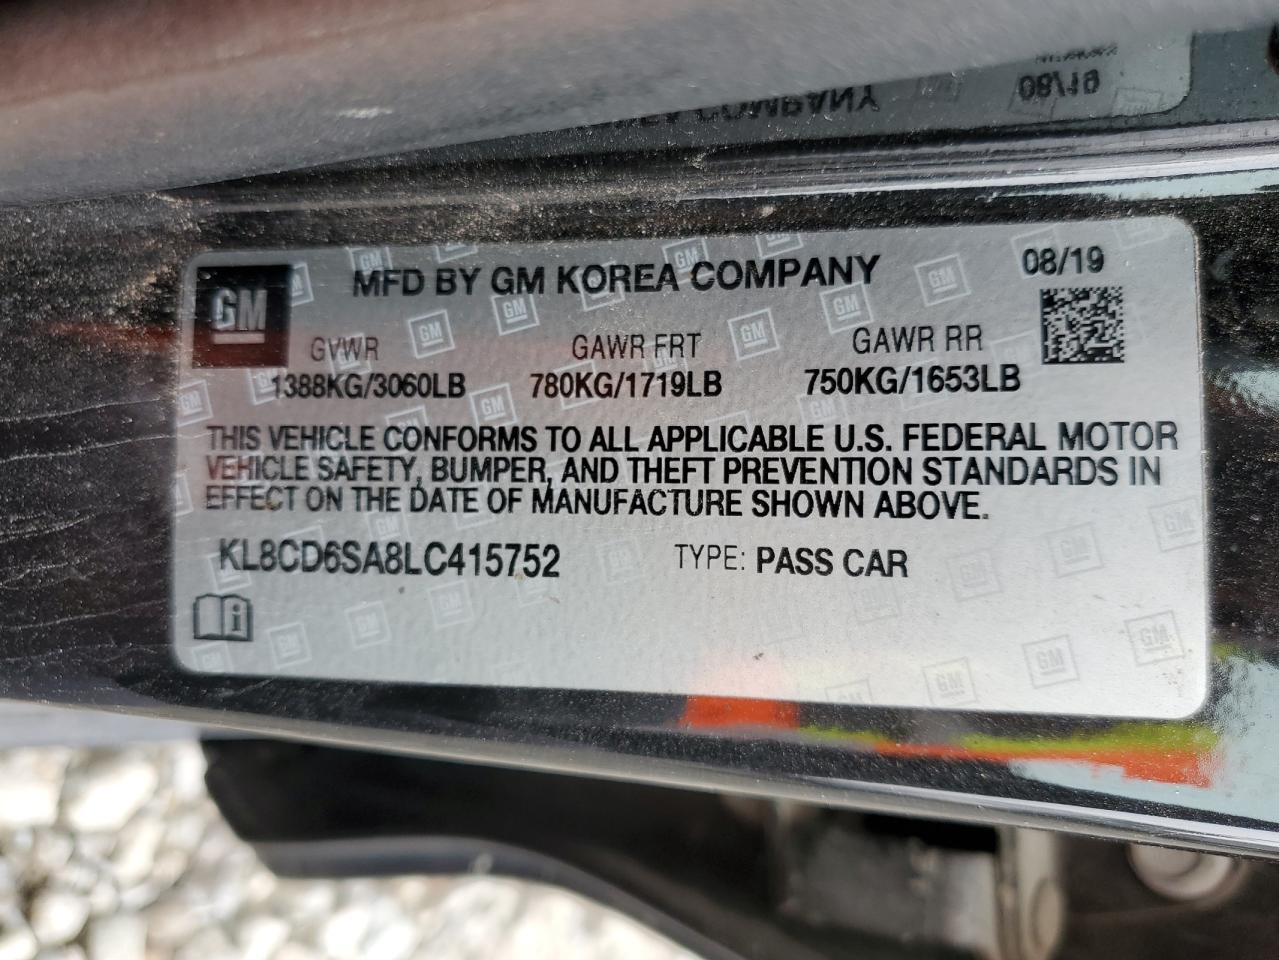 GM
MFD BY GM KOREA COMPANY 08/19
GVWR GAWR FRT GAWR RR
1388KG/3060LB 780KG/1719LB 750KG/1653LB
THIS VEHICLE CONFORMS TO ALL APPLICABLE U.S. FEDERAL MOTOR
VEHICLE SAFETY, BUMPER, AND THEFT PREVENTION STANDARDS IN
EFFECT ON THE DATE OF MANUFACTURE SHOWN ABOVE.
KL8CD6SA8LC415752 TYPE: PASS CAR